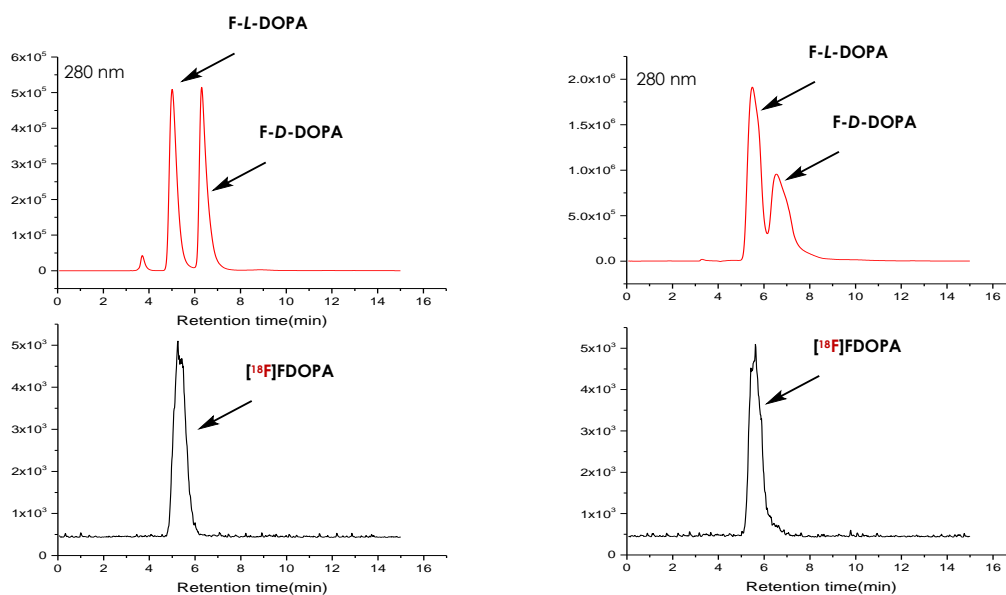 F-L-DOPA
280 nm
F-D-DOPA
6x10⁵
5x10⁵
4x10⁵
3x10⁵
2x10⁵
1x10⁵
0
0 2 4 6 8 10 12 14 16
Retention time(min)
F-L-DOPA
280 nm
F-D-DOPA
2.0x10⁶
1.5x10⁶
1.0x10⁶
5.0x10⁵
0.0
0 2 4 6 8 10 12 14 16
Retention time(min)
[¹⁸F]FDOPA
5x10³
4x10³
3x10³
2x10³
1x10³
0
0 2 4 6 8 10 12 14 16
Retention time(min)
[¹⁸F]FDOPA
5x10³
4x10³
3x10³
2x10³
1x10³
0
0 2 4 6 8 10 12 14 16
Retention time(min)